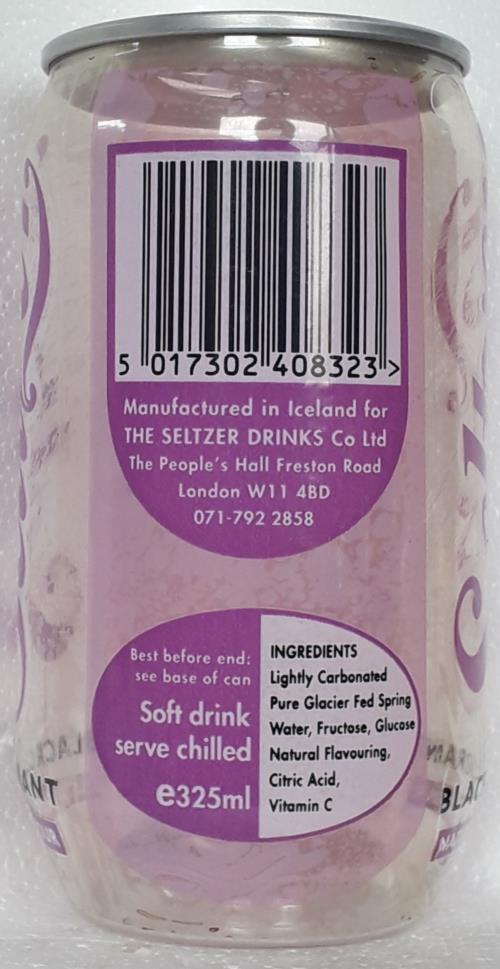 5 017302 408323 >
Manufactured in Iceland for
THE SELTZER DRINKS Co Ltd
The People's Hall Freston Road
London W11 4BD
071-792 2858
Best before end:
see base of can
Soft drink
serve chilled
e325ml
INGREDIENTS
Lightly Carbonated
Pure Glacier Fed Spring
Water, Fructose, Glucose
Natural Flavouring,
Citric Acid,
Vitamin C
ANT
BLA